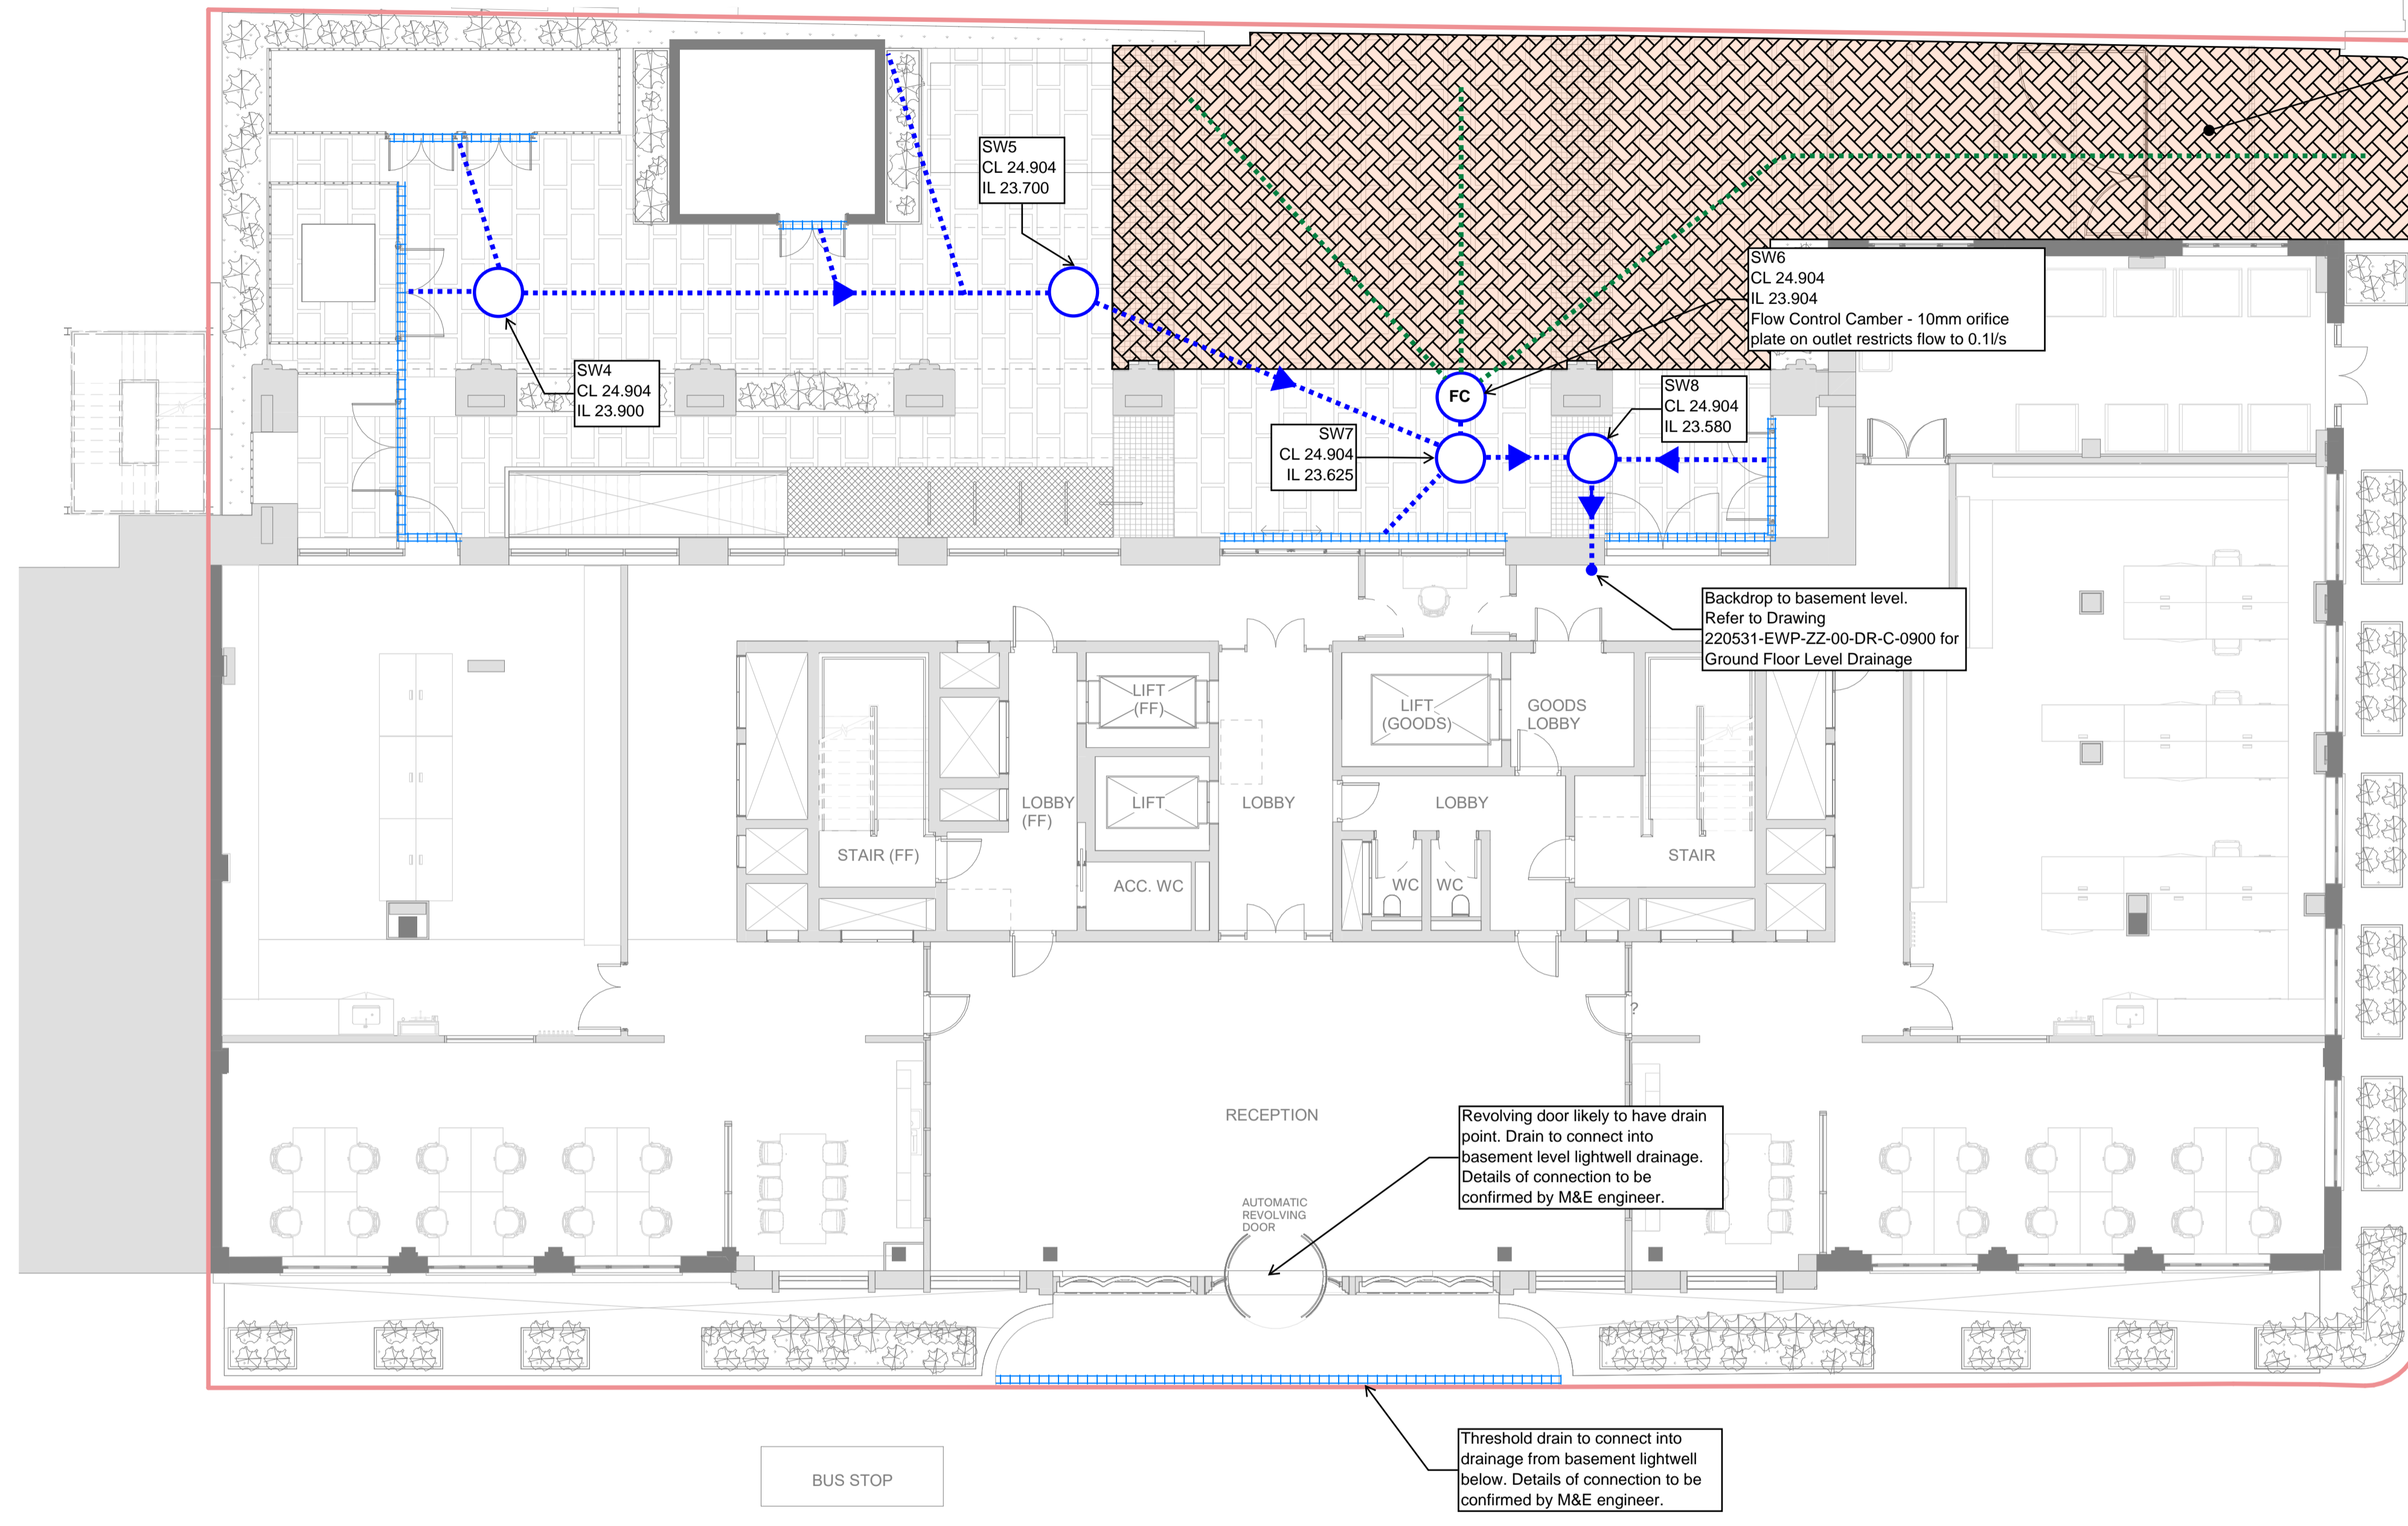 SW5
CL 24.904
IL 23.700
SW6
CL 24.904
IL 23.904
Flow Control Camber - 10mm orifice
plate on outlet restricts flow to 0.1l/s
SW4
CL 24.904
IL 23.900
FC
SW8
CL 24.904
IL 23.580
SW7
CL 24.904
IL 23.625
Backdrop to basement level.
Refer to Drawing
220531-EWP-ZZ-00-DR-C-0900 for
Ground Floor Level Drainage
LIFT
(FF)
LIFT
(GOODS)
GOODS
LOBBY
LOBBY
(FF)
LIFT
LOBBY
LOBBY
STAIR (FF)
STAIR
ACC. WC
WC
WC
?
RECEPTION
Revolving door likely to have drain
point. Drain to connect into
basement level lightwell drainage.
Details of connection to be
confirmed by M&E engineer.
AUTOMATIC
REVOLVING
DOOR
Threshold drain to connect into
drainage from basement lightwell
below. Details of connection to be
confirmed by M&E engineer.
BUS STOP